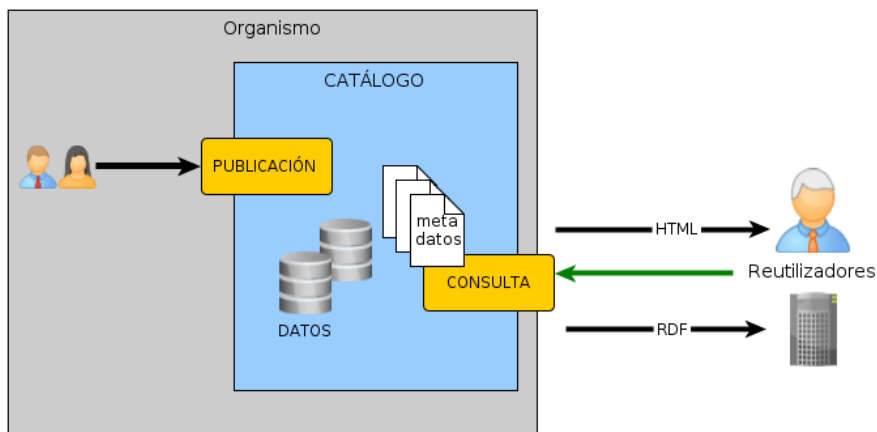 Organismo
CATÁLOGO
PUBLICACIÓN
meta
datos
HTML
CONSULTA
Reutilizadores
DATOS
RDF